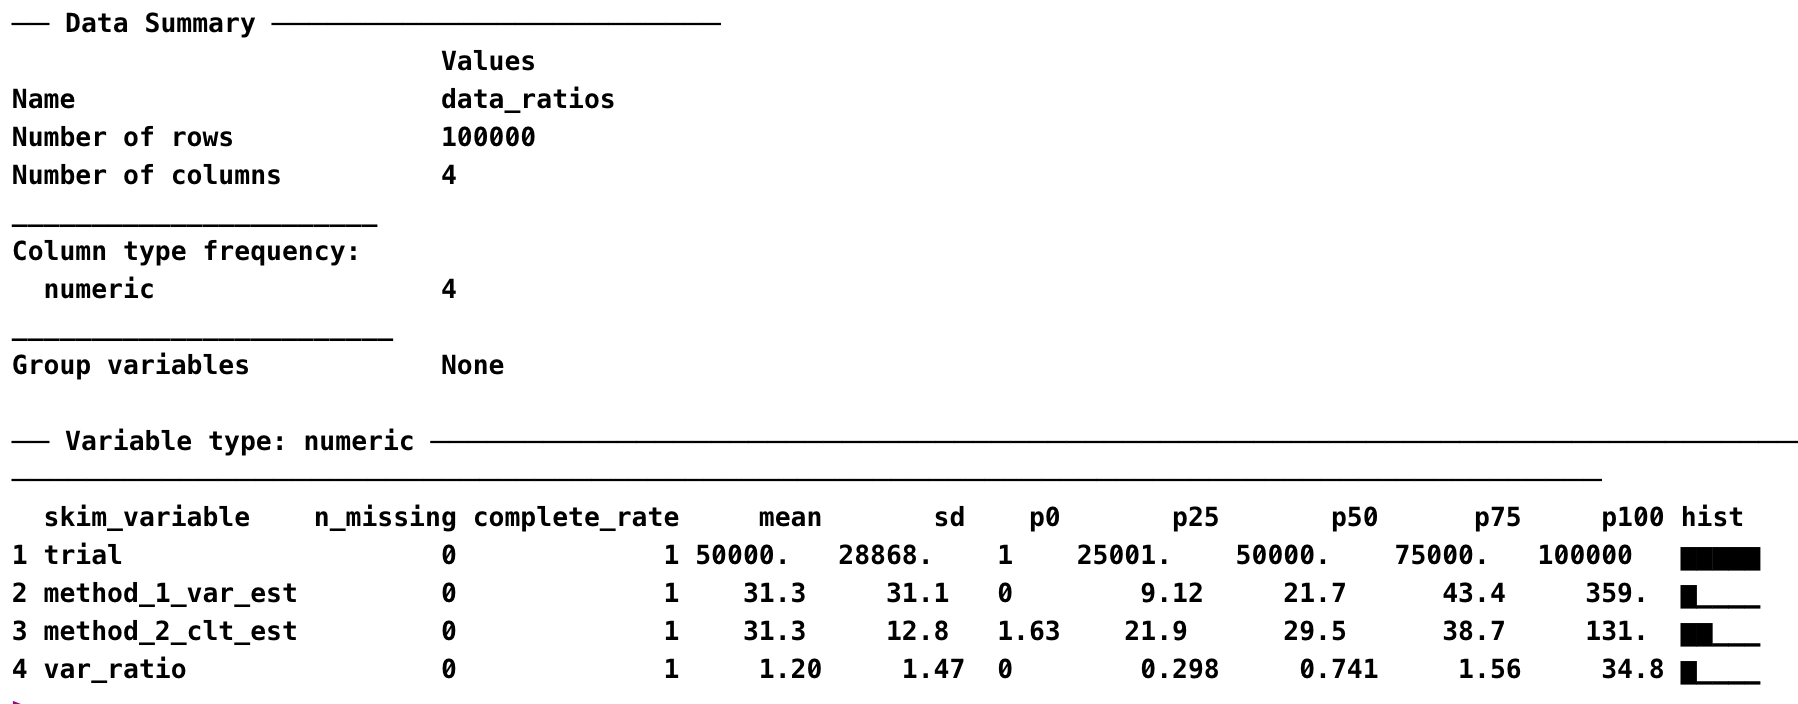 ── Data Summary ────────────────────────────
                           Values
Name                       data_ratios
Number of rows             100000
Number of columns          4
_______________________
Column type frequency:
  numeric                  4
________________________
Group variables            None
── Variable type: numeric ──────────────────────────────────────────────────────────────────────────────────────
────────────────────────────────────────────────────────────────────────────────────────────────────
  skim_variable    n_missing complete_rate     mean       sd    p0       p25       p50      p75     p100 hist
1 trial                    0             1 50000.   28868.    1    25001.    50000.    75000.   100000   ▇▇▇▇▇
2 method_1_var_est         0             1    31.3     31.1   0        9.12     21.7     43.4     359.  ▇▁▁▁▁
3 method_2_clt_est         0             1    31.3     12.8   1.63    21.9      29.5     38.7     131.  ▇▇▁▁▁
4 var_ratio                0             1     1.20     1.47  0        0.298     0.741     1.56     34.8 ▇▁▁▁▁
>